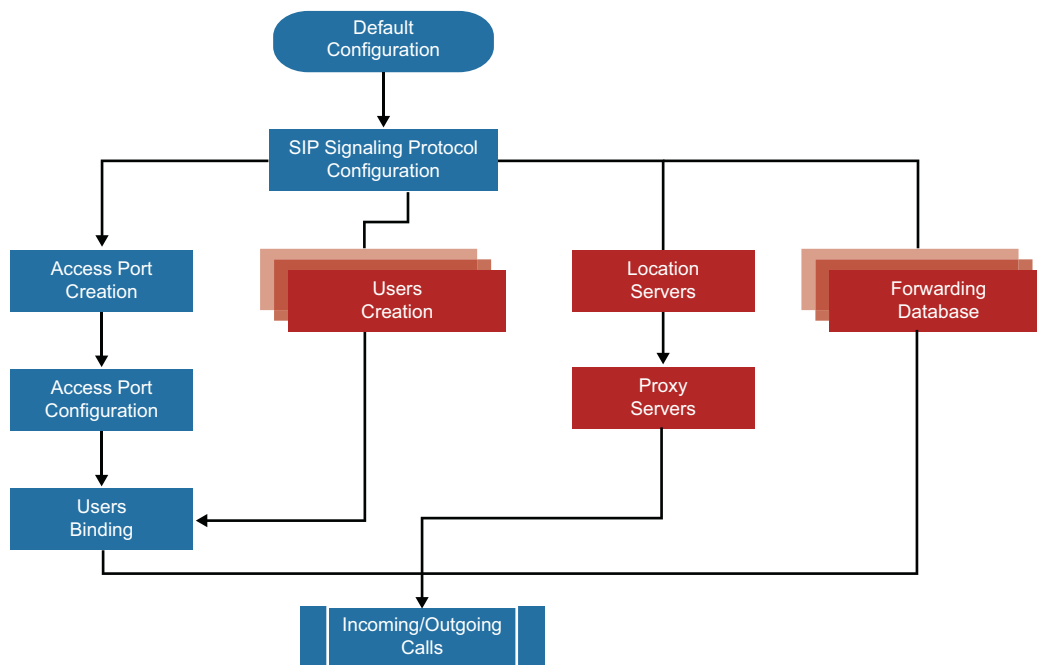 Default
Configuration
SIP Signaling Protocol
Configuration
Access Port
Creation
Users
Creation
Location
Servers
Forwarding
Database
Access Port
Configuration
Proxy
Servers
Users
Binding
Incoming/Outgoing
Calls